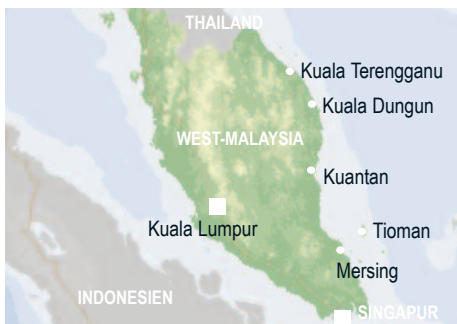 THAILAND
Kuala Terengganu
Kuala Dungun
WEST-MALAYSIA
Kuantan
Kuala Lumpur
Tioman
Mersing
INDONESIEN
SINGAPUR